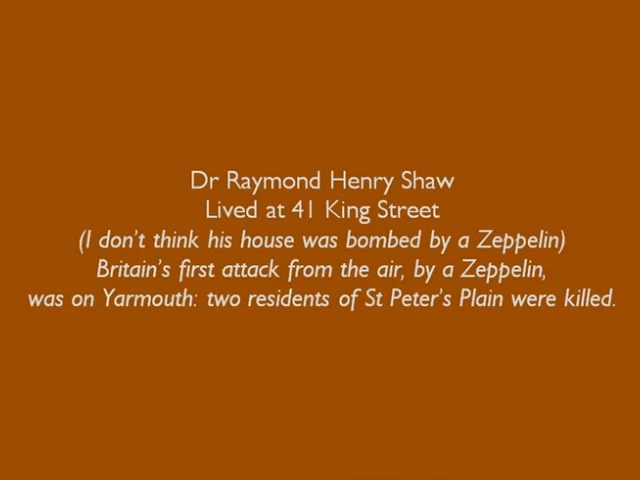 Dr Raymond Henry Shaw
Lived at 41 King Street
(I don't think his house was bombed by a Zeppelin)
Britain's first attack from the air, by a Zeppelin,
was on Yarmouth: two residents of St Peter's Plain were killed.